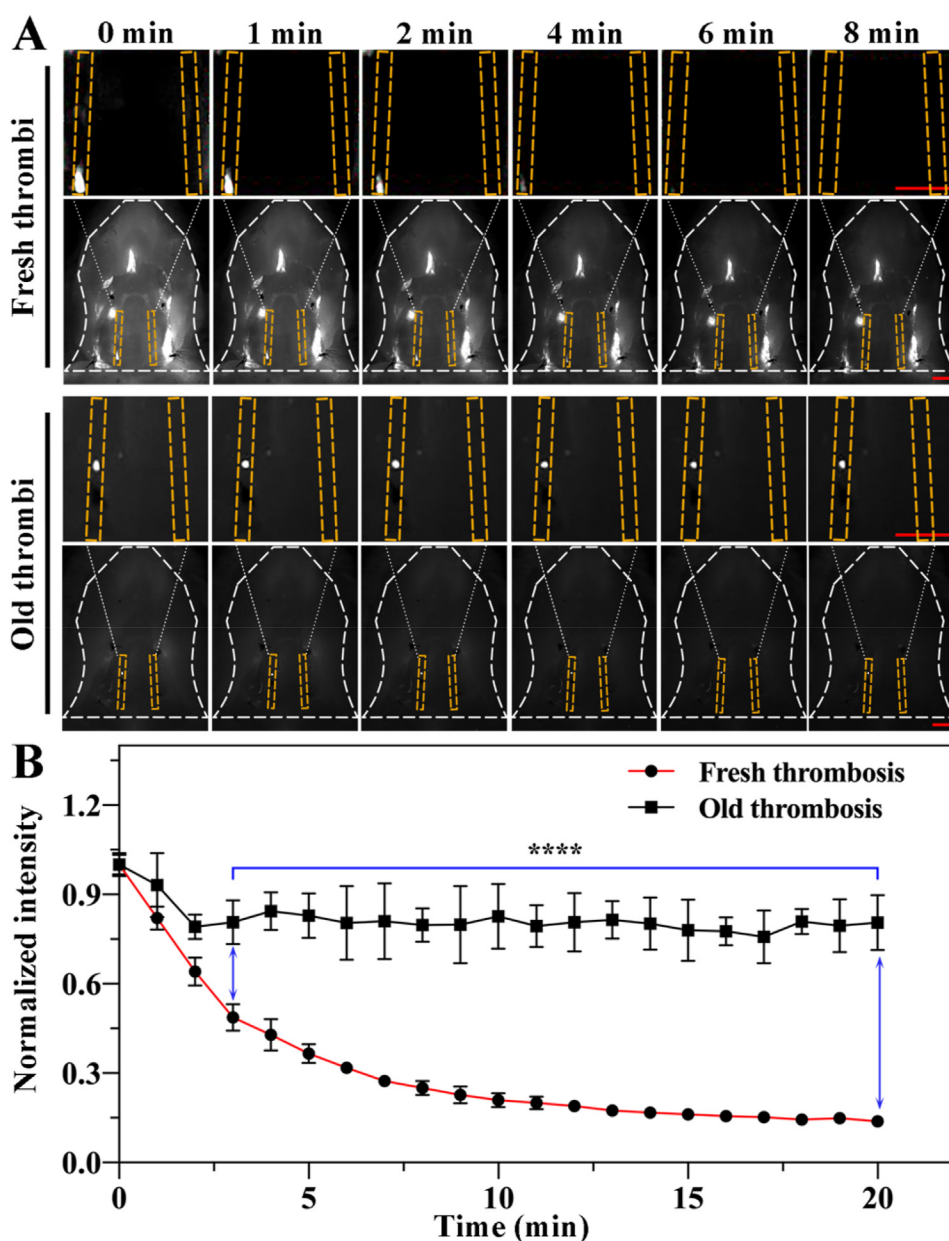 A
0 min 1 min 2 min 4 min 6 min 8 min
Fresh thrombi
Old thrombi
B
Fresh thrombosis
Old thrombosis
****
Normalized intensity
1.2
0.9
0.6
0.3
0.0
0 5 10 15 20
Time (min)